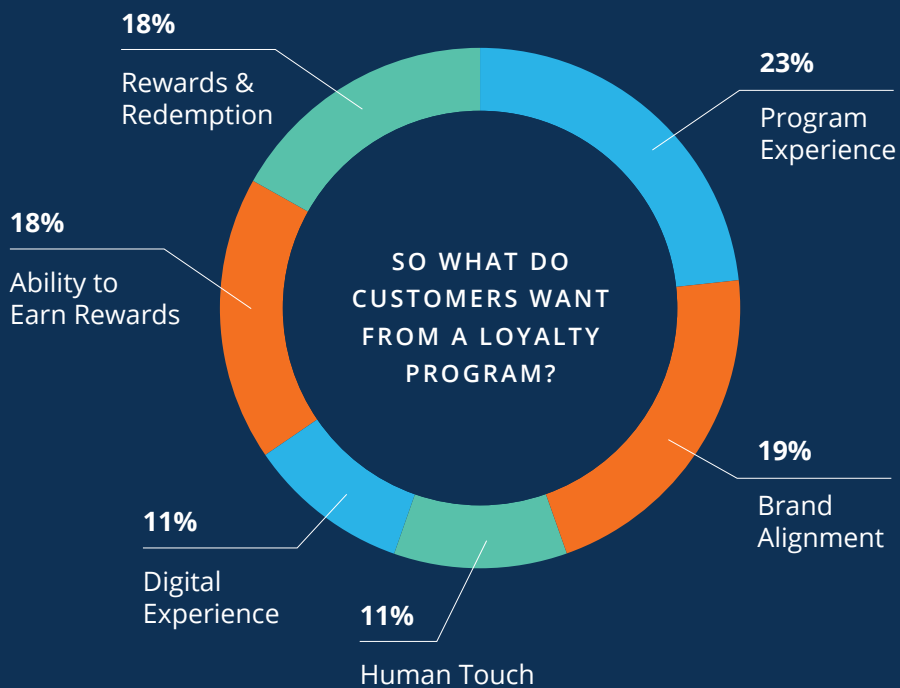 18%
Rewards &
Redemption
23%
Program
Experience
18%
Ability to
Earn Rewards
SO WHAT DO
CUSTOMERS WANT
FROM A LOYALTY
PROGRAM?
19%
Brand
Alignment
11%
Digital
Experience
11%
Human Touch